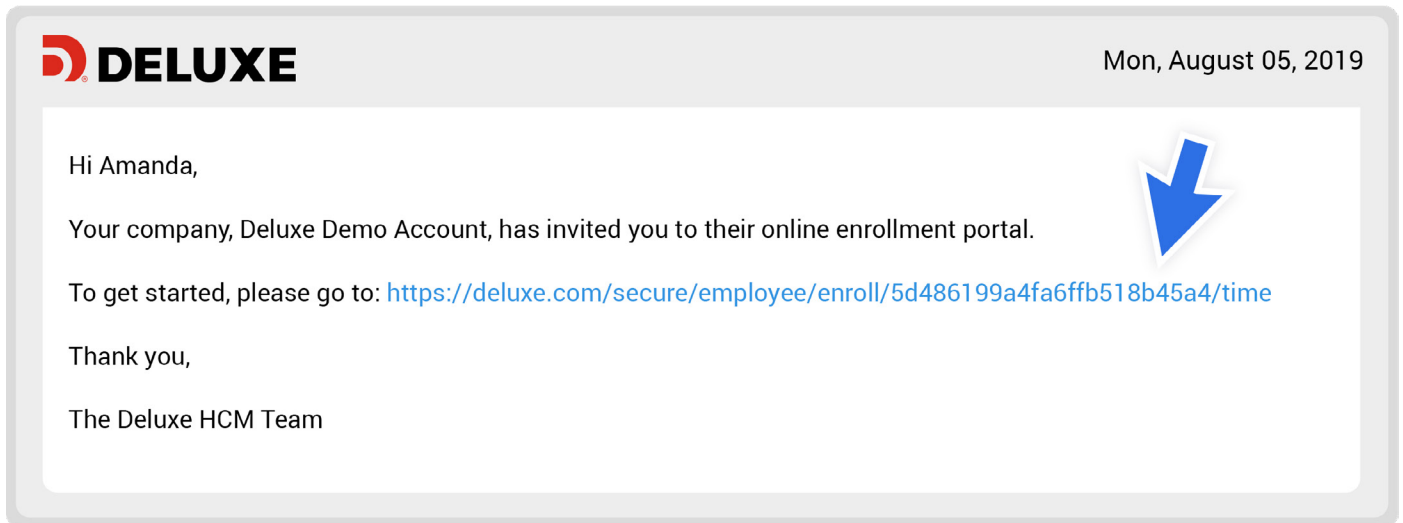 DELUXE
Mon, August 05, 2019
Hi Amanda,
Your company, Deluxe Demo Account, has invited you to their online enrollment portal.
To get started, please go to: https://deluxe.com/secure/employee/enroll/5d486199a4fa6ffb518b45a4/time
Thank you,
The Deluxe HCM Team